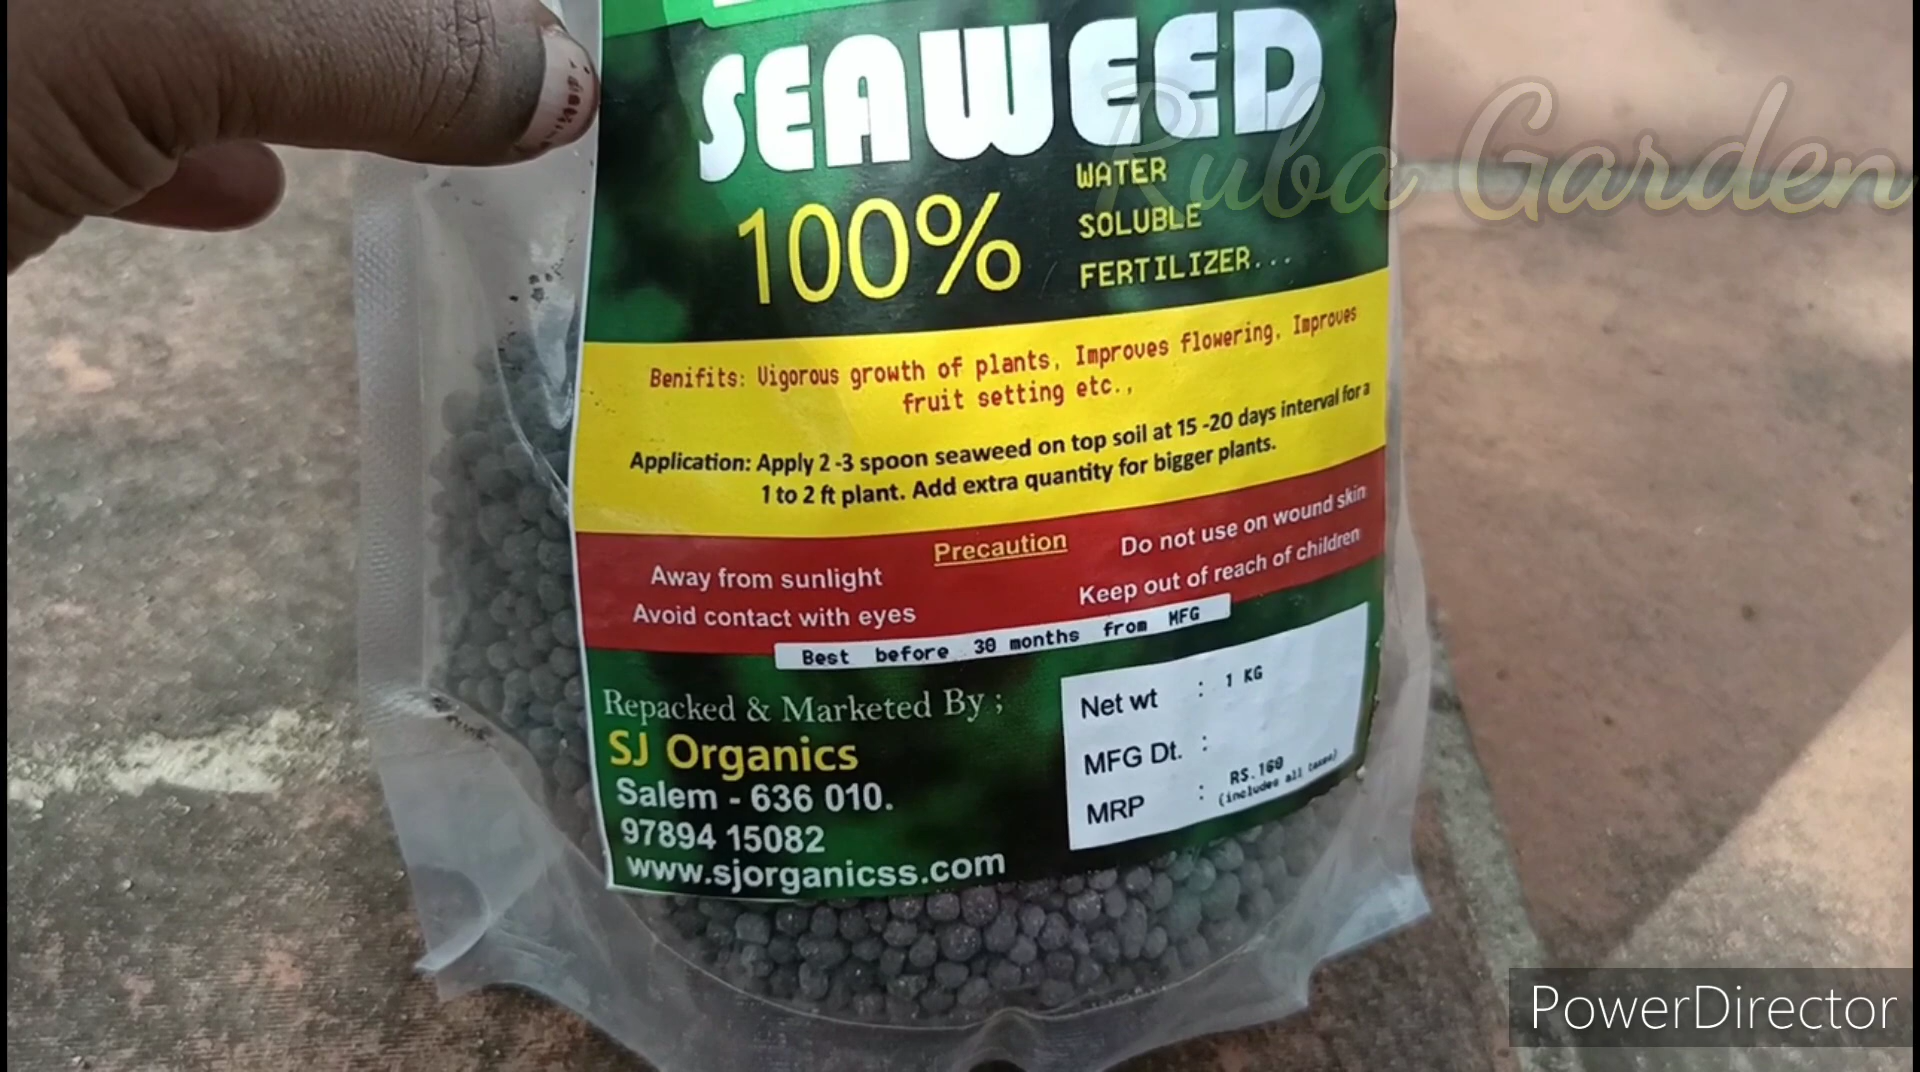 SEAWEED
100%
WATER
SOLUBLE
FERTILIZER...
Benifits: Vigorous growth of plants, Improves flowering, Improves
fruit setting etc.,
Application: Apply 2 -3 spoon seaweed on top soil at 15 -20 days interval for a
1 to 2 ft plant. Add extra quantity for bigger plants.
Precaution
Away from sunlight
Avoid contact with eyes
Do not use on wound skin
Keep out of reach of children
Best before 30 months from MFG
Repacked & Marketed By ;
SJ Organics
Salem - 636 010.
97894 15082
www.sjorganicss.com
Net wt : 1 KG
MFG Dt. :
MRP : RS.160
(includes all taxes)
Ruba Garden
PowerDirector